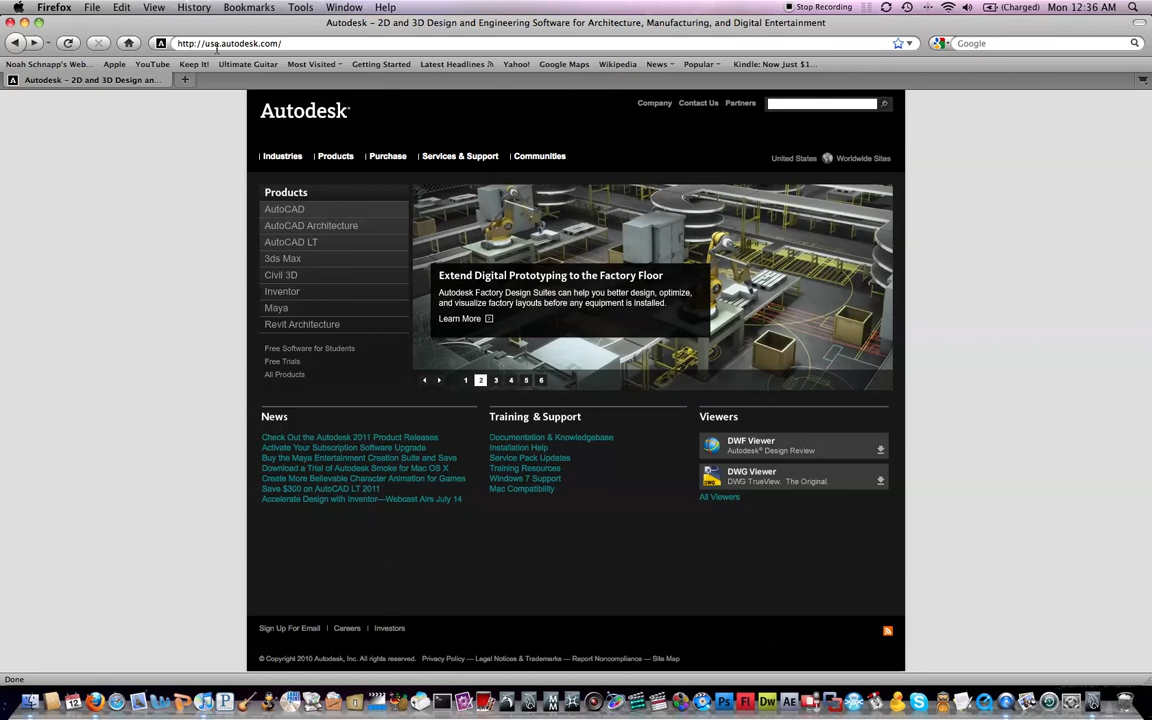 Firefox File Edit View History Bookmarks Tools Window Help Stop Recording (Charged) Mon 12:36 AM
Autodesk - 2D and 3D Design and Engineering Software for Architecture, Manufacturing, and Digital Entertainment
http://usa.autodesk.com/ Google
Noah Schnapp's Web... Apple YouTube Keep It! Ultimate Guitar Most Visited Getting Started Latest Headlines Yahoo! Google Maps Wikipedia News Popular Kindle: Now Just $1...
Autodesk - 2D and 3D Design an...
Autodesk
Company Contact Us Partners
Industries Products Purchase Services & Support Communities
United States Worldwide Sites
Products
AutoCAD
AutoCAD Architecture
AutoCAD LT
3ds Max
Civil 3D
Inventor
Maya
Revit Architecture
Free Software for Students
Free Trials
All Products
Extend Digital Prototyping to the Factory Floor
Autodesk Factory Design Suites can help you better design, optimize,
and visualize factory layouts before any equipment is installed.
Learn More
1 2 3 4 5 6
News
Check Out the Autodesk 2011 Product Releases
Activate Your Subscription Software Upgrade
Buy the Maya Entertainment Creation Suite and Save
Download a Trial of Autodesk Smoke for Mac OS X
Create More Believable Character Animation for Games
Save $300 on AutoCAD LT 2011
Accelerate Design with Inventor—Webcast Airs July 14
Training & Support
Documentation & Knowledgebase
Installation Help
Service Pack Updates
Training Resources
Windows 7 Support
Mac Compatibility
Viewers
DWF Viewer
Autodesk® Design Review
DWG Viewer
DWG TrueView. The Original.
All Viewers
Sign Up For Email | Careers | Investors
© Copyright 2010 Autodesk, Inc. All rights reserved. Privacy Policy — Legal Notices & Trademarks — Report Noncompliance — Site Map
Done